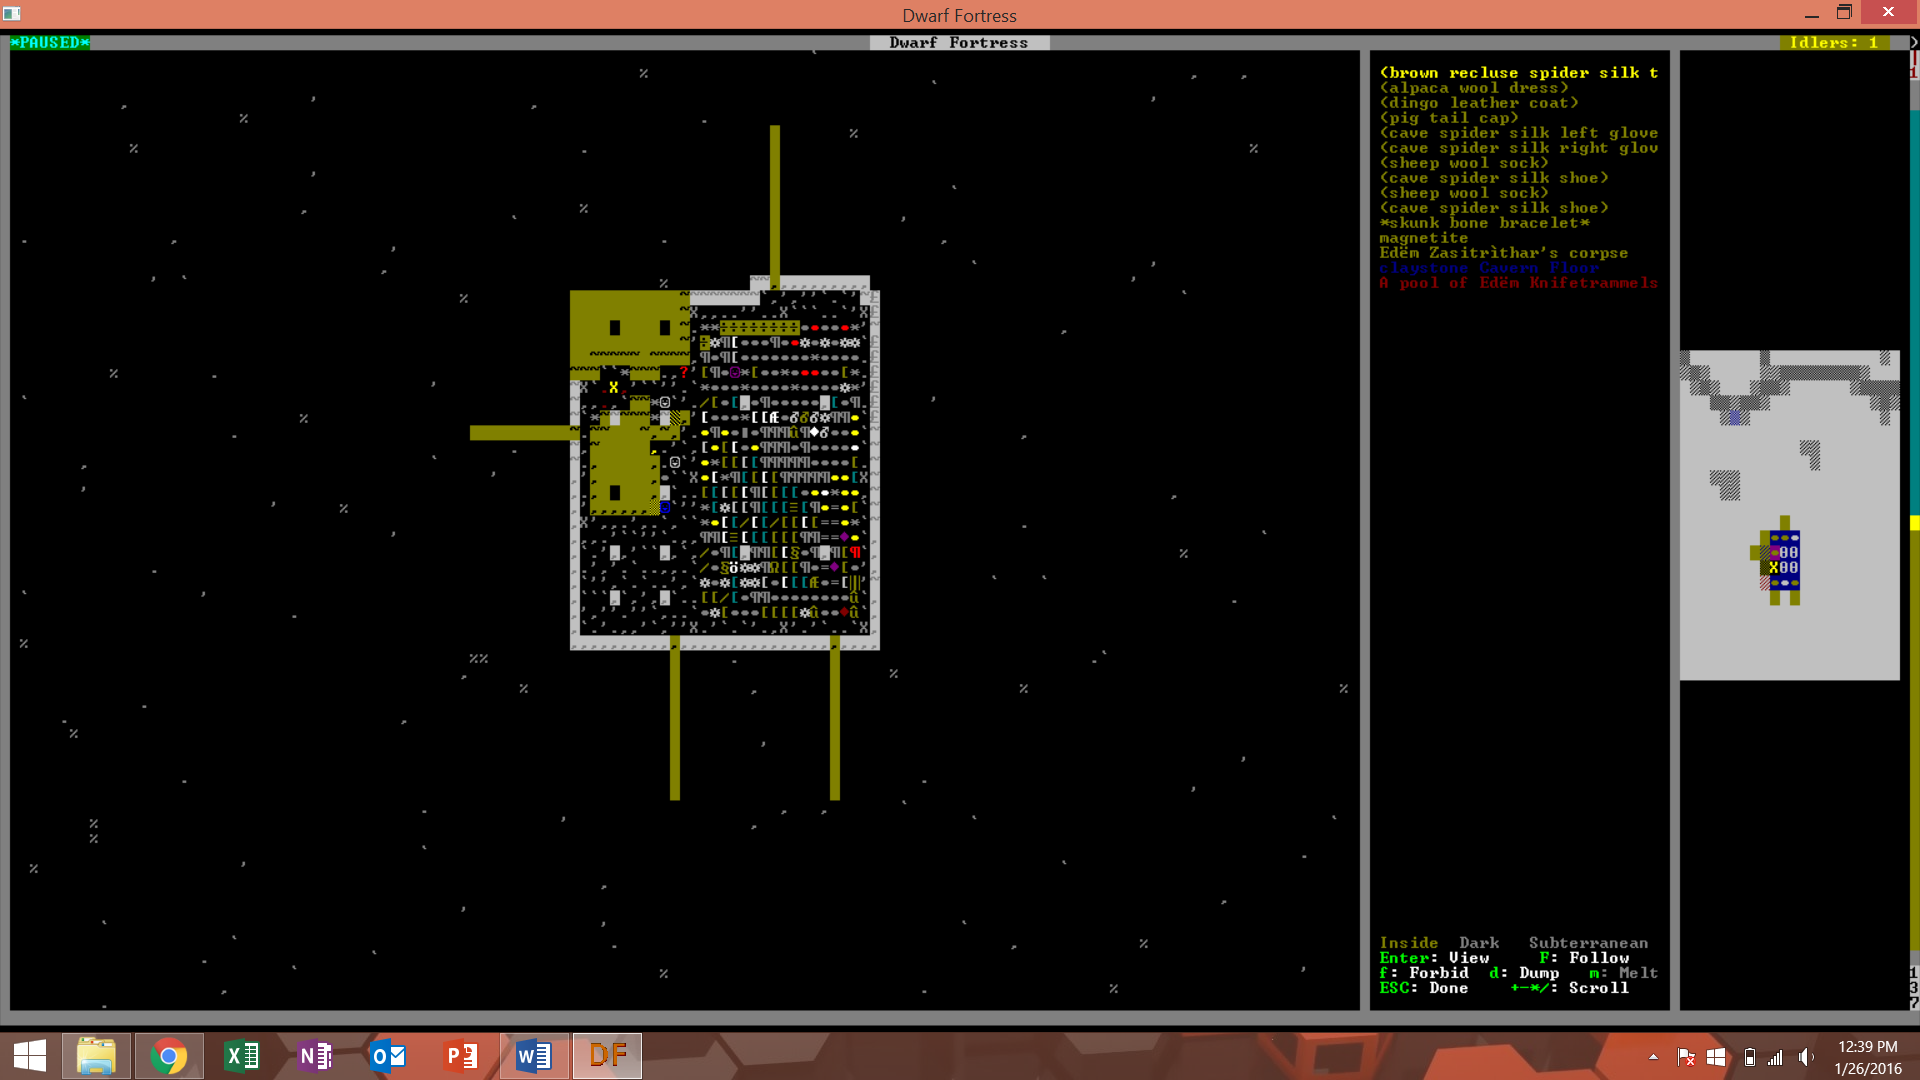 Dwarf Fortress
*PAUSED*
Dwarf Fortress
Idlers: 1
(brown recluse spider silk t
(alpaca wool dress)
(dingo leather coat)
(pig tail cap)
(cave spider silk left glove
(cave spider silk right glov
(sheep wool sock)
(cave spider silk shoe)
(sheep wool sock)
(cave spider silk shoe)
*skunk bone bracelet*
magnetite
Edëm Zasitrìthar's corpse
claystone Cavern Floor
A pool of Edëm Knifetrammels
Inside Dark Subterranean
Enter: View F: Follow
f: Forbid d: Dump m: Melt
ESC: Done +-*/: Scroll
DF
12:39 PM
1/26/2016